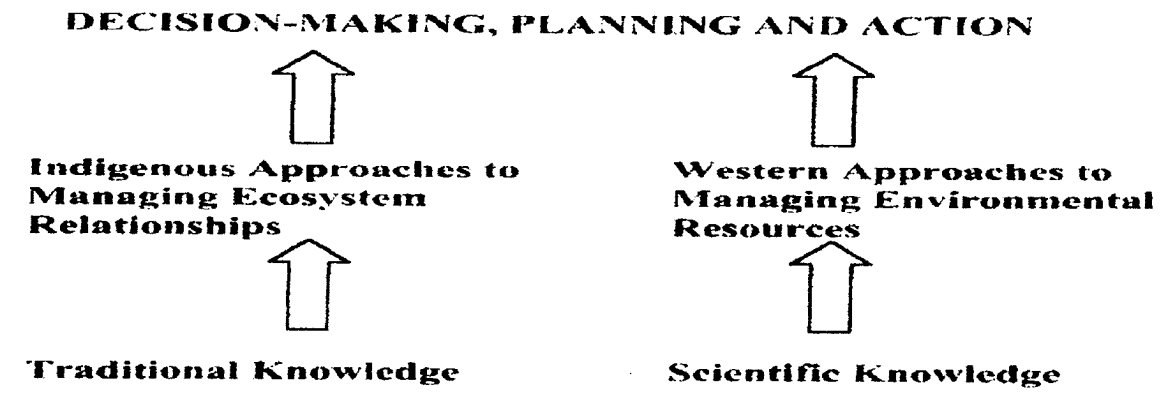 DECISION-MAKING, PLANNING AND ACTION
Indigenous Approaches to
Managing Ecosystem
Relationships
Western Approaches to
Managing Environmental
Resources
Traditional Knowledge
Scientific Knowledge